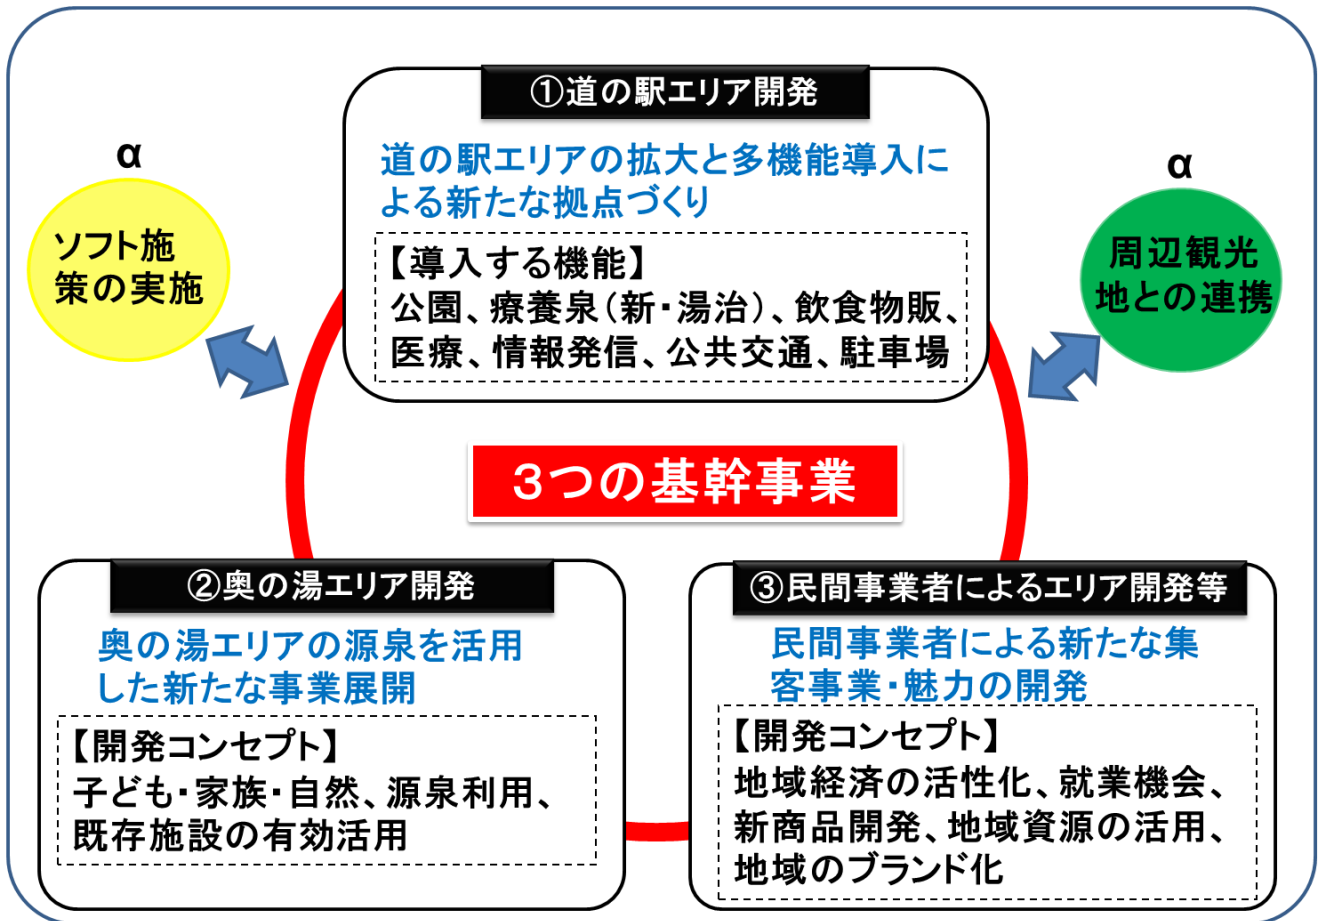 ①道の駅エリア開発
道の駅エリアの拡大と多機能導入に
よる新たな拠点づくり
【導入する機能】
公園、療養泉(新・湯治)、飲食物販、
医療、情報発信、公共交通、駐車場
α
ソフト施
策の実施
α
周辺観光
地との連携
3つの基幹事業
②奥の湯エリア開発
奥の湯エリアの源泉を活用
した新たな事業展開
【開発コンセプト】
子ども・家族・自然、源泉利用、
既存施設の有効活用
③民間事業者によるエリア開発等
民間事業者による新たな集
客事業・魅力の開発
【開発コンセプト】
地域経済の活性化、就業機会、
新商品開発、地域資源の活用、
地域のブランド化